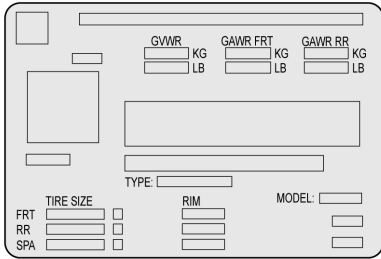 GVWR GAWR FRT GAWR RR
KG KG KG
LB LB LB
TYPE:
TIRE SIZE RIM MODEL:
FRT
RR
SPA